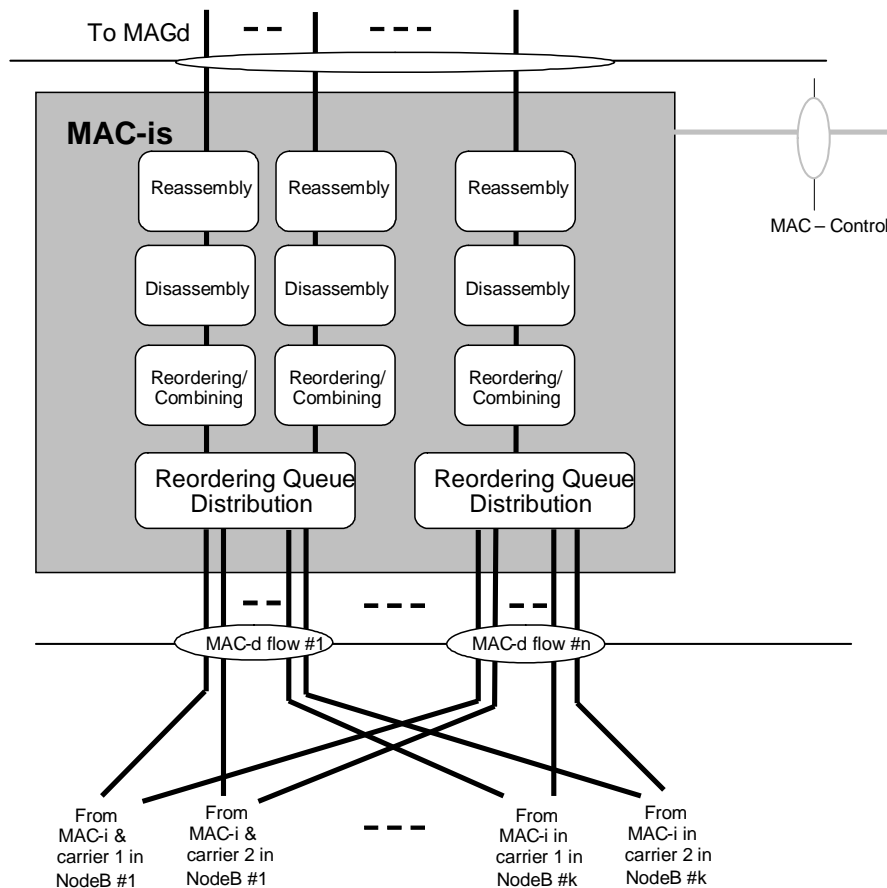 To MAGd
MAC-is
Reassembly
Reassembly
Reassembly
MAC – Control
Disassembly
Disassembly
Disassembly
Reordering/
Combining
Reordering/
Combining
Reordering/
Combining
Reordering Queue
Distribution
Reordering Queue
Distribution
MAC-d flow #1
MAC-d flow #n
From
MAC-i &
carrier 1 in
NodeB #1
From
MAC-i &
carrier 2 in
NodeB #1
From
MAC-i in
carrier 1 in
NodeB #k
From
MAC-i in
carrier 2 in
NodeB #k